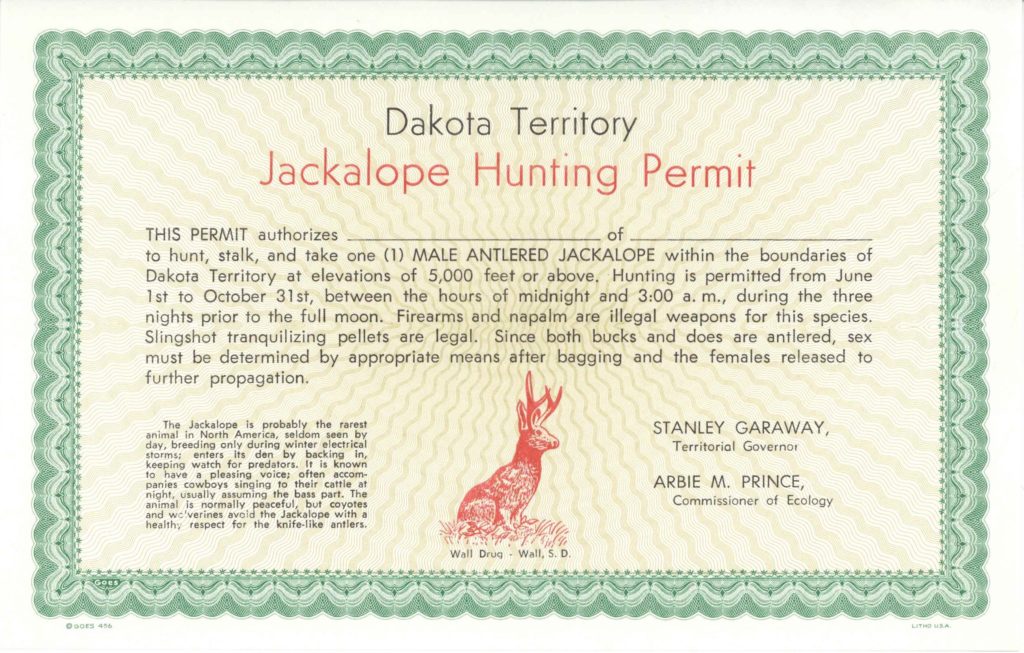 Dakota Territory
Jackalope Hunting Permit
THIS PERMIT authorizes of
to hunt, stalk, and take one (1) MALE ANTLERED JACKALOPE within the boundaries of
Dakota Territory at elevations of 5,000 feet or above. Hunting is permitted from June
1st to October 31st, between the hours of midnight and 3:00 a. m., during the three
nights prior to the full moon. Firearms and napalm are illegal weapons for this species.
Slingshot tranquilizing pellets are legal. Since both bucks and does are antlered, sex
must be determined by appropriate means after bagging and the females released to
further propagation.
The Jackalope is probably the rarest
animal in North America, seldom seen by
day, breeding only during winter electrical
storms; enters its den by backing in,
keeping watch for predators. It is known
to have a pleasing voice; often accom-
panies cowboys singing to their cattle at
night, usually assuming the bass part. The
animal is normally peaceful, but coyotes
and wolverines avoid the Jackalope with a
healthy respect for the knife-like antlers.
Wall Drug - Wall, S. D.
STANLEY GARAWAY,
Territorial Governor
ARBIE M. PRINCE,
Commissioner of Ecology
GOES
© GOES 456
LITHO U.S.A.